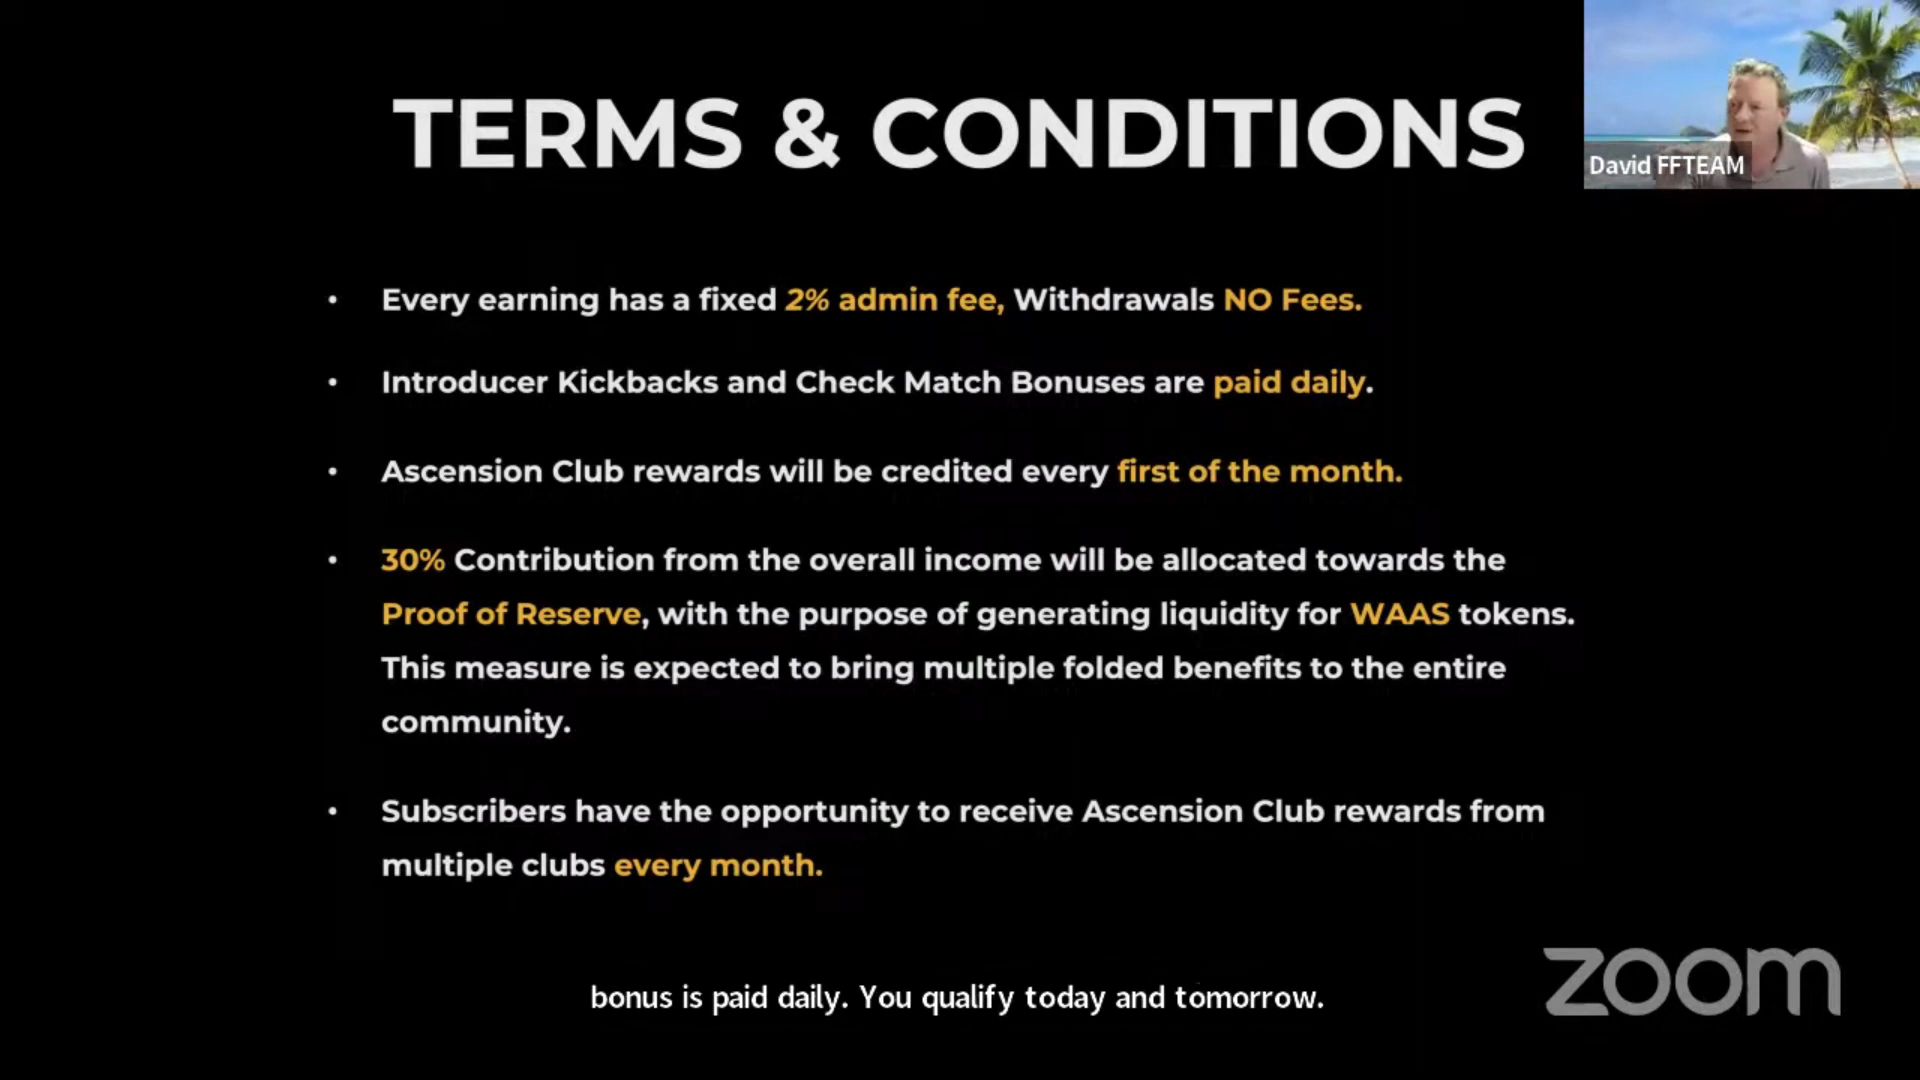 TERMS & CONDITIONS
David FFTEAM
• Every earning has a fixed 2% admin fee, Withdrawals NO Fees.
• Introducer Kickbacks and Check Match Bonuses are paid daily.
• Ascension Club rewards will be credited every first of the month.
• 30% Contribution from the overall income will be allocated towards the
Proof of Reserve, with the purpose of generating liquidity for WAAS tokens.
This measure is expected to bring multiple folded benefits to the entire
community.
• Subscribers have the opportunity to receive Ascension Club rewards from
multiple clubs every month.
bonus is paid daily. You qualify today and tomorrow.
zoom